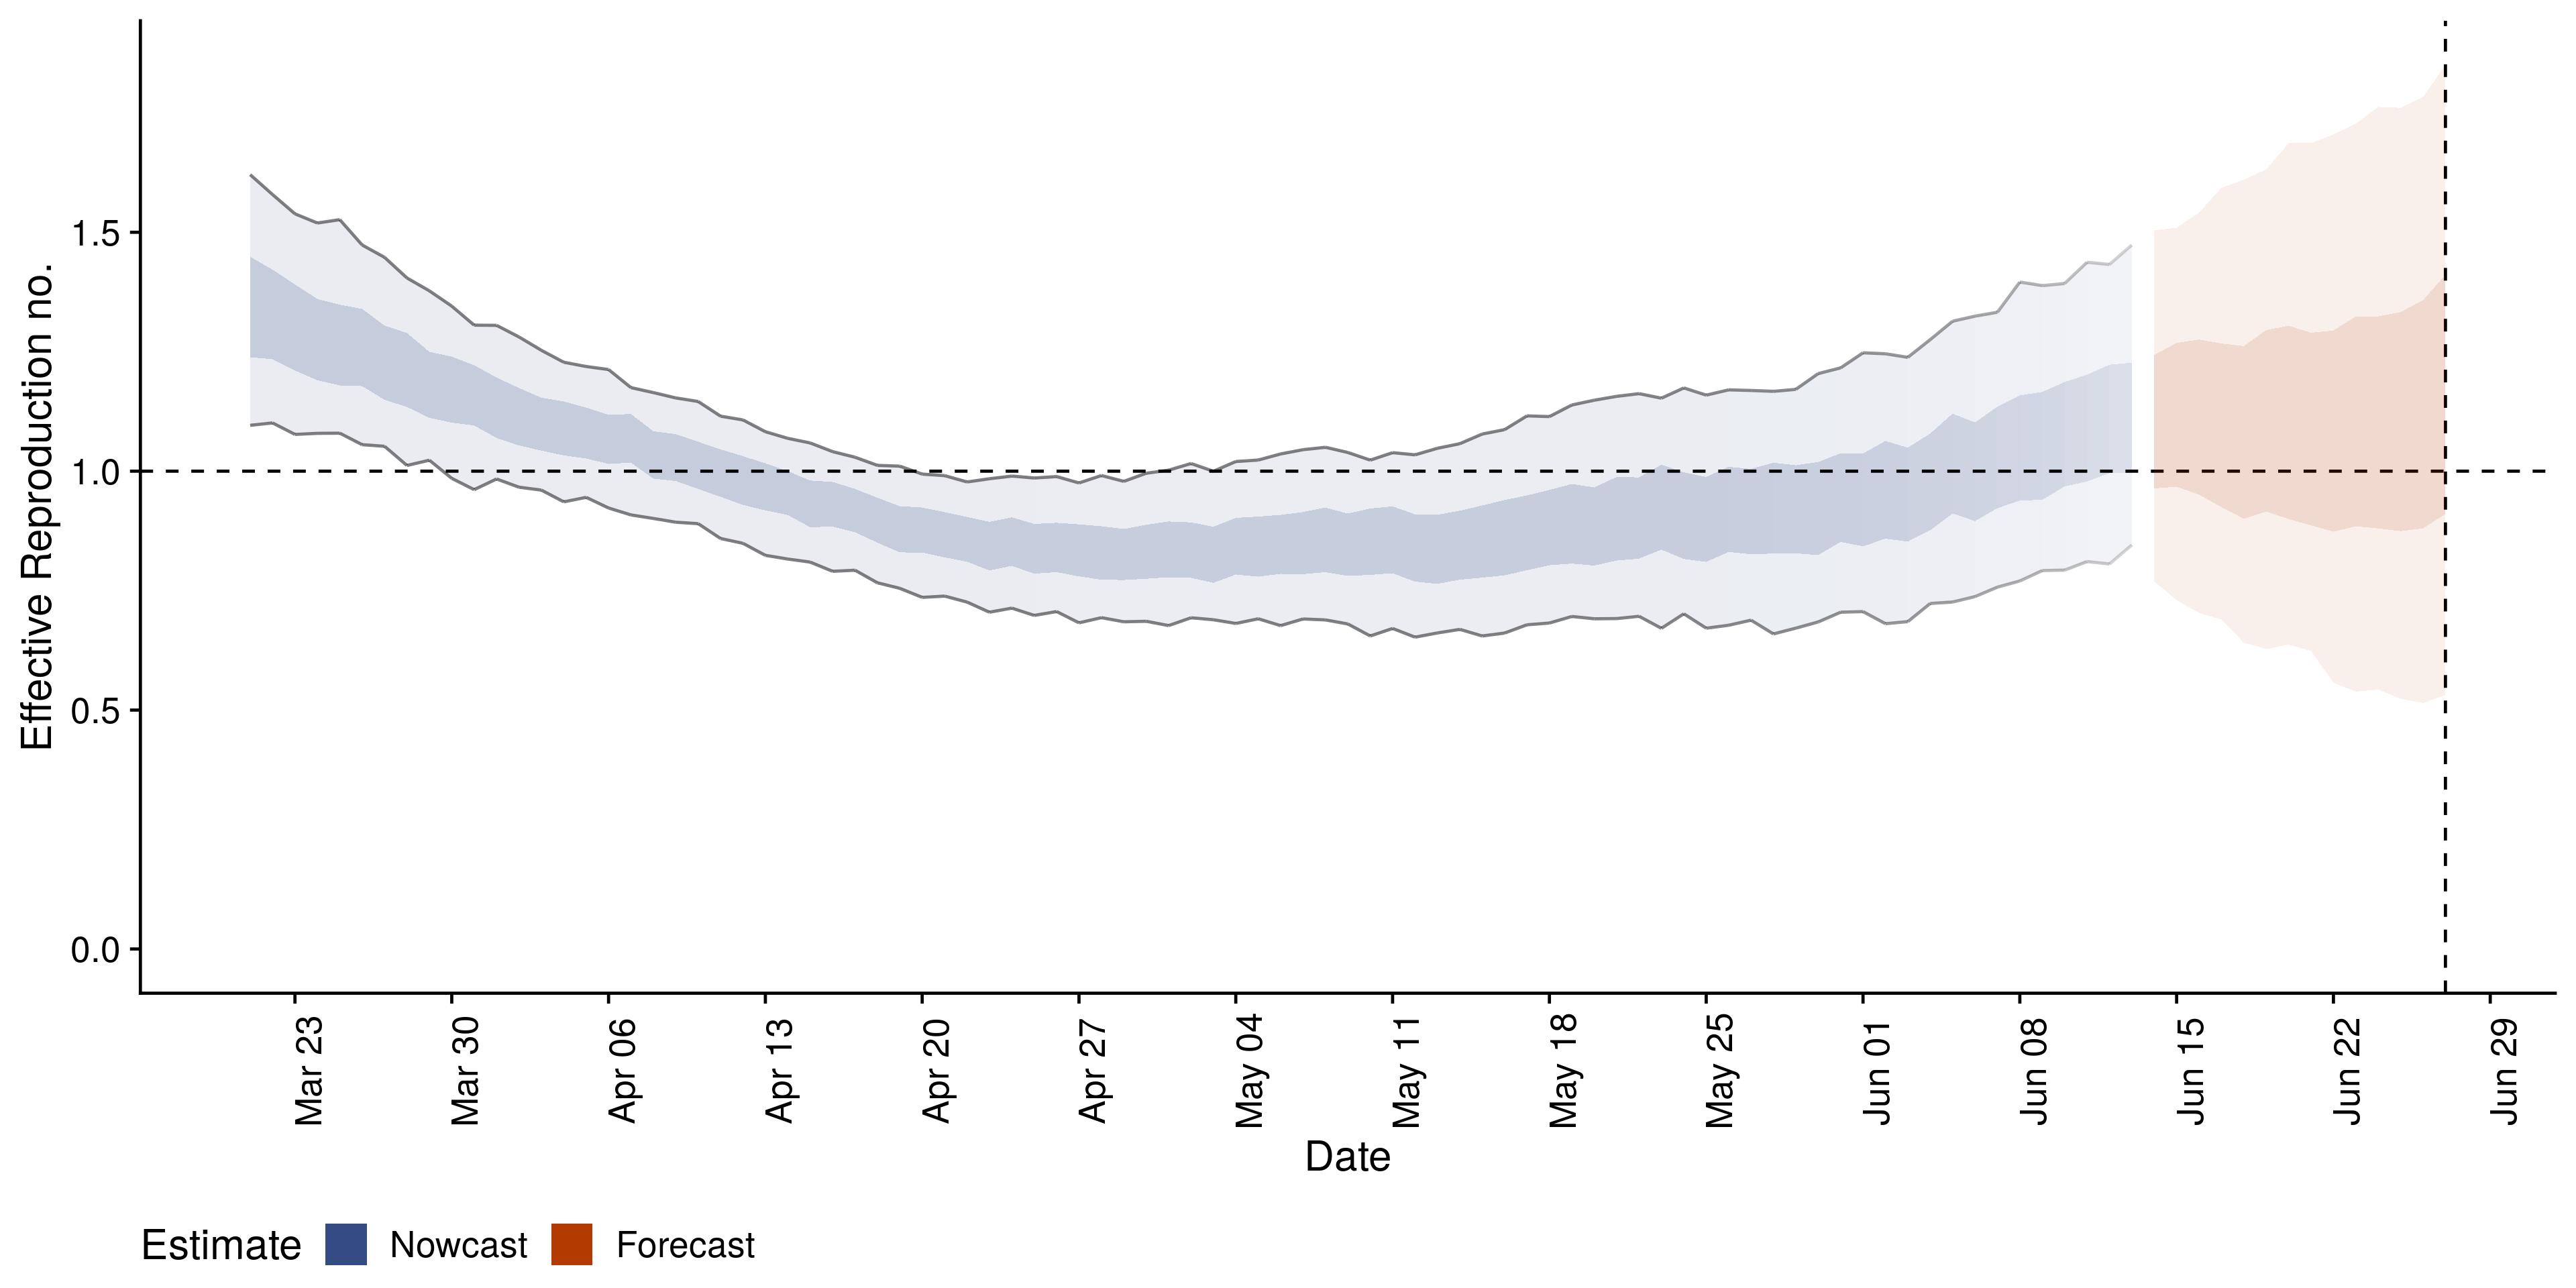 Effective Reproduction no.
1.5
1.0
0.5
0.0
Mar 23
Mar 30
Apr 06
Apr 13
Apr 20
Apr 27
May 04
May 11
May 18
May 25
Jun 01
Jun 08
Jun 15
Jun 22
Jun 29
Date
Estimate Nowcast Forecast